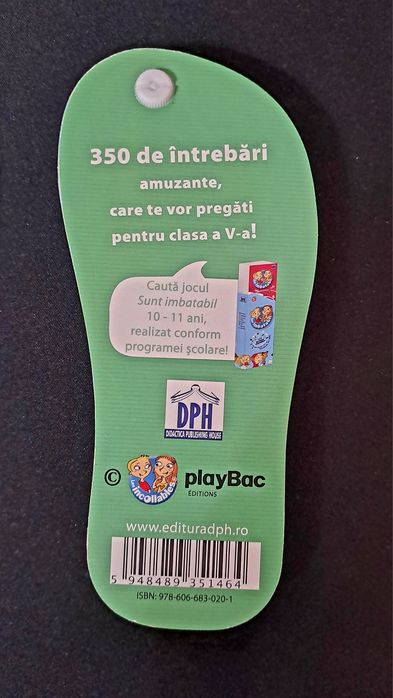 350 de întrebări
amuzante,
care te vor pregăti
pentru clasa a V-a!
Caută jocul
Sunt imbatabil
10 - 11 ani,
realizat conform
programei școlare!
DPH
DIDACTICA PUBLISHING HOUSE
© Les incollables
playBac
ÉDITIONS
www.edituradph.ro
5 948489 351464
ISBN: 978-606-683-020-1